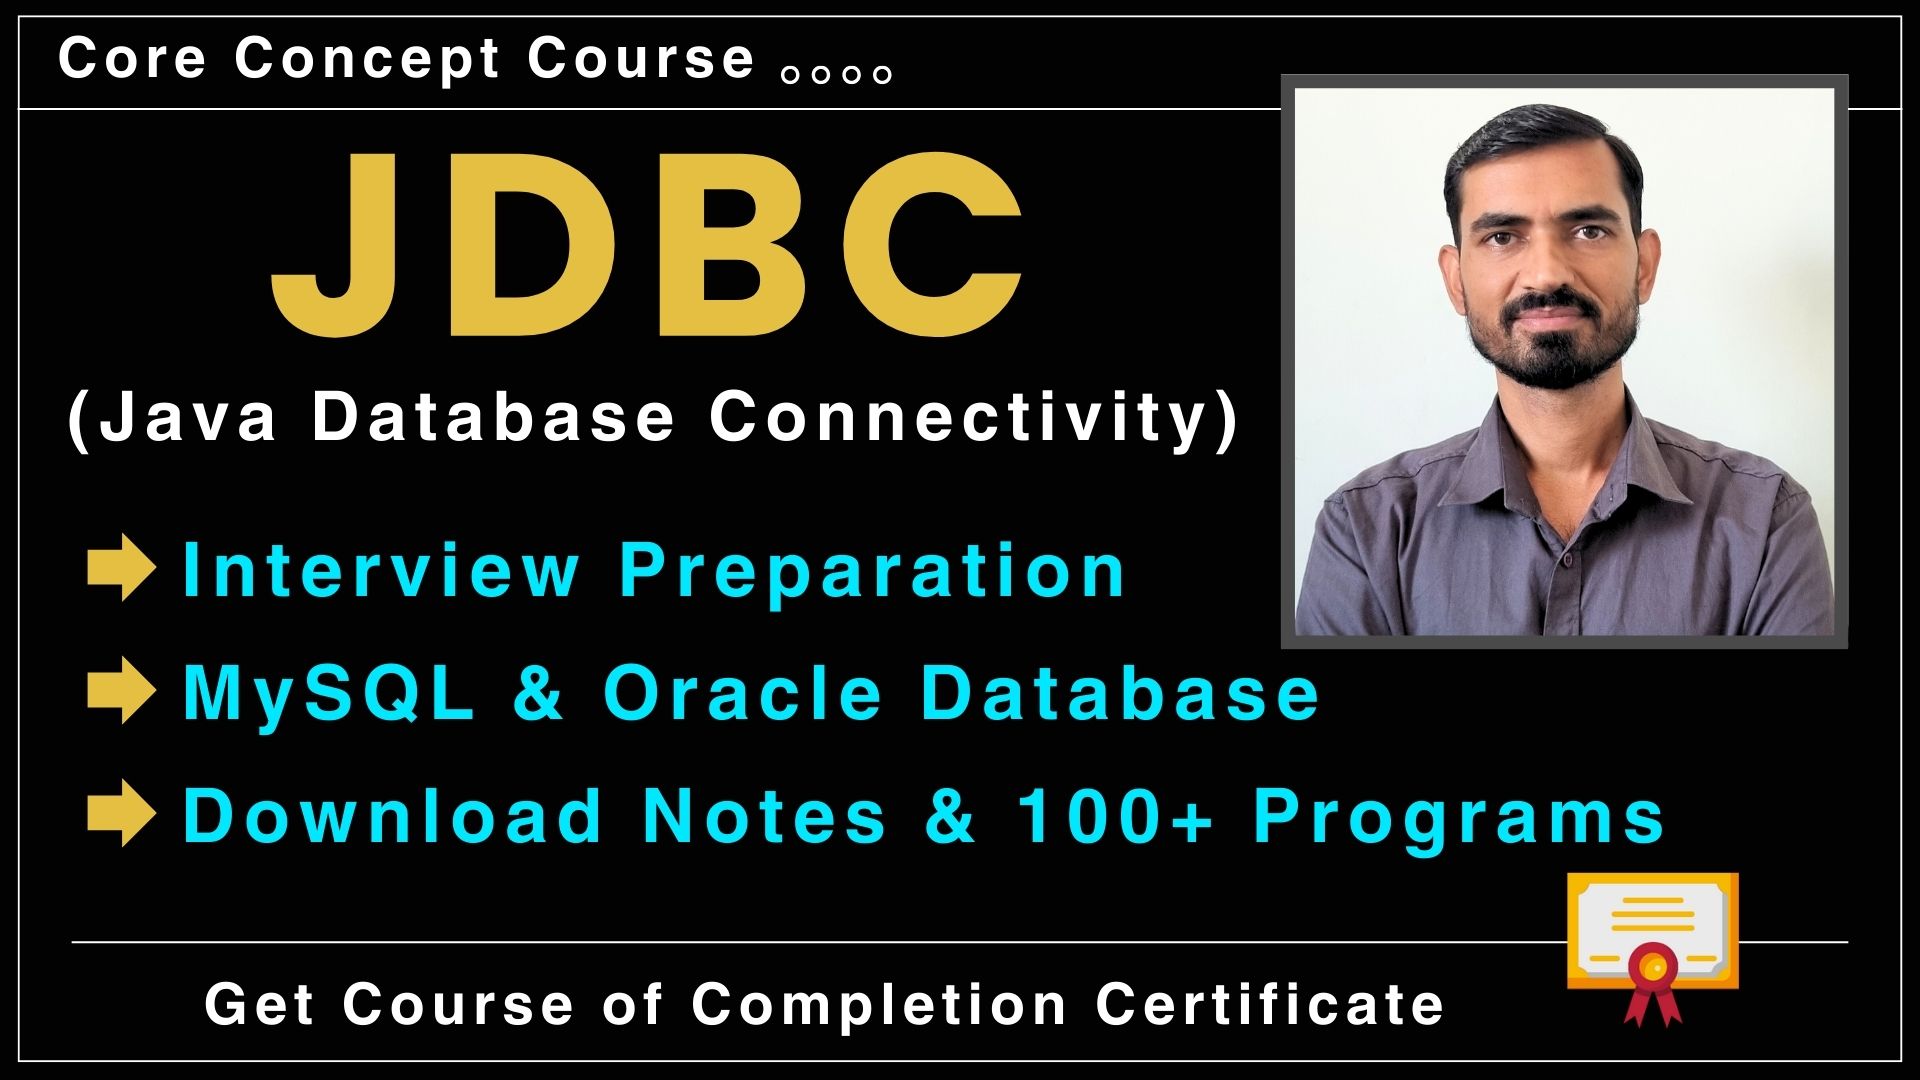 Core Concept Course
JDBC
(Java Database Connectivity)
Interview Preparation
MySQL & Oracle Database
Download Notes & 100+ Programs
Get Course of Completion Certificate